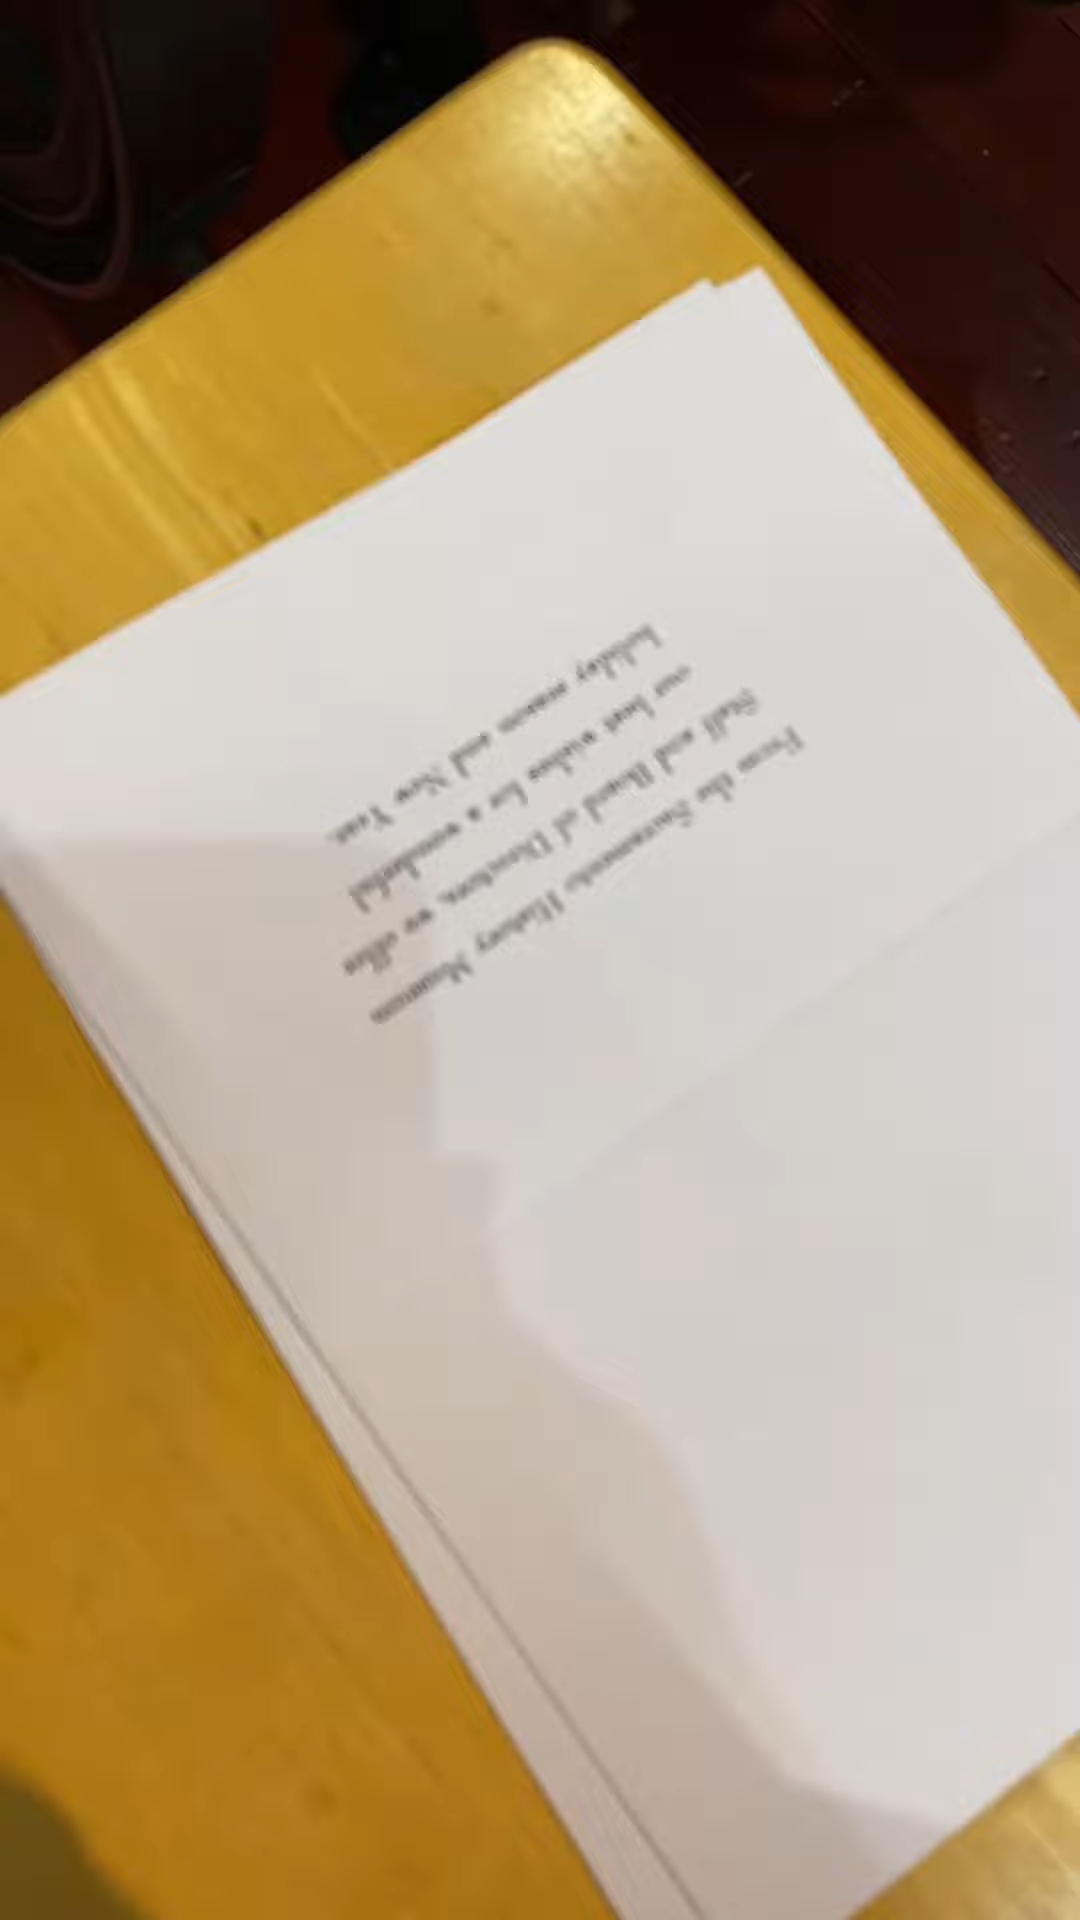 From the Sacramento History Museum
Staff and Board of Directors, we offer
our best wishes for a wonderful
holiday season and New Year.